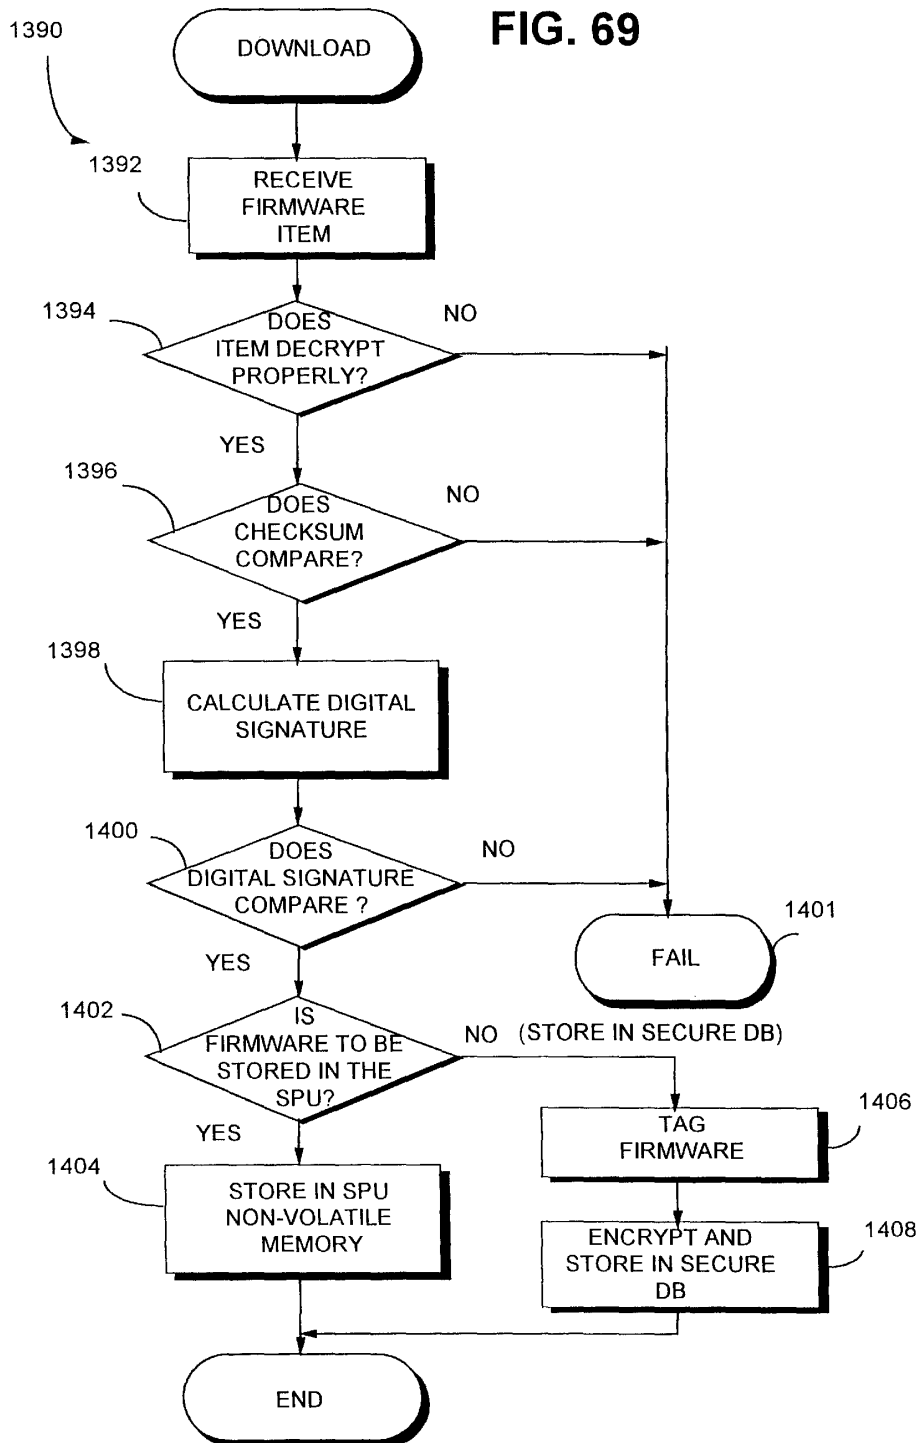 FIG. 69
1390
DOWNLOAD
1392
RECEIVE
FIRMWARE
ITEM
1394
DOES
ITEM DECRYPT
PROPERLY?
NO
YES
1396
DOES
CHECKSUM
COMPARE?
NO
YES
1398
CALCULATE DIGITAL
SIGNATURE
1400
DOES
DIGITAL SIGNATURE
COMPARE ?
NO
1401
FAIL
YES
1402
IS
FIRMWARE TO BE
STORED IN THE
SPU?
NO (STORE IN SECURE DB)
YES
1406
TAG
FIRMWARE
1404
STORE IN SPU
NON-VOLATILE
MEMORY
1408
ENCRYPT AND
STORE IN SECURE
DB
END